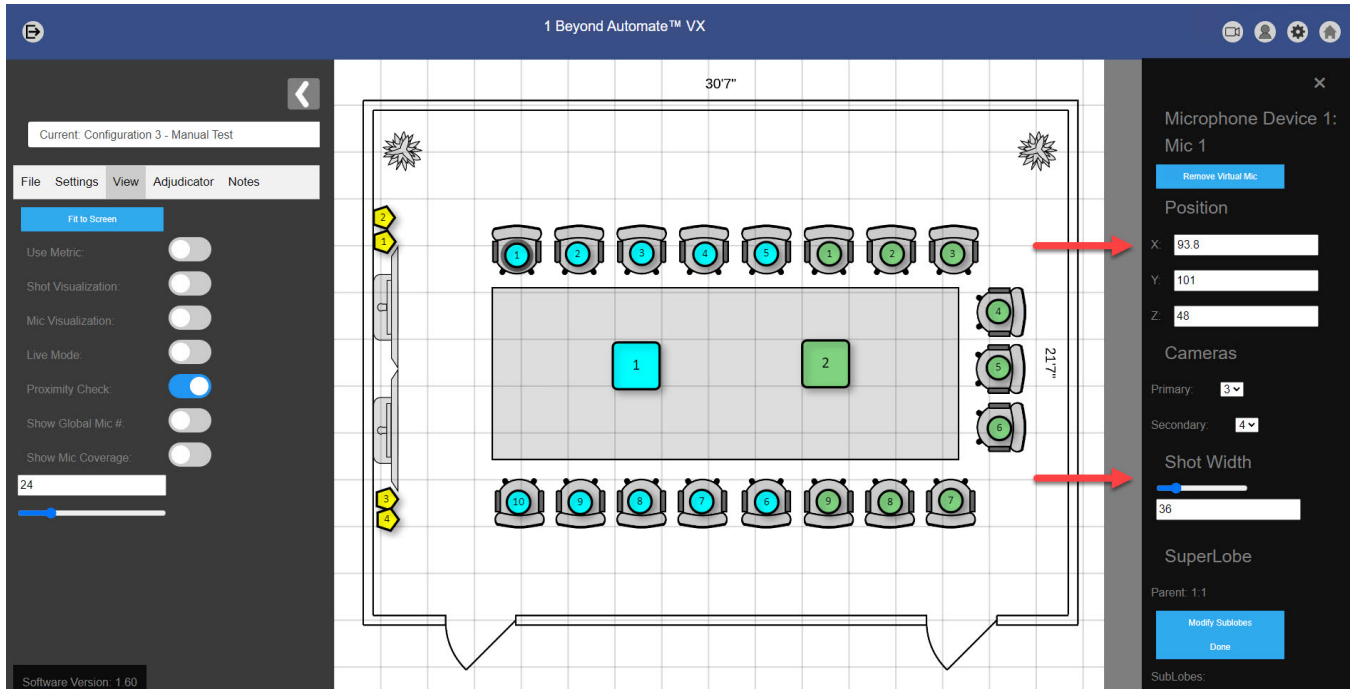 1 Beyond Automate™ VX
Current: Configuration 3 - Manual Test
File Settings View Adjudicator Notes
Fit to Screen
Use Metric:
Shot Visualization:
Mic Visualization:
Live Mode:
Proximity Check:
Show Global Mic #:
Show Mic Coverage:
24
Software Version: 1.60
30'7"
2
1
1 2 3 4 5 1 2 3
4
1 2
5
21'7"
6
3
4
10 9 8 7 6 9 8 7
Microphone Device 1:
Mic 1
Remove Virtual Mic
Position
X: 93.8
Y: 101
Z: 48
Cameras
Primary: 3
Secondary: 4
Shot Width
36
SuperLobe
Parent: 1:1
Modify Sublobes
Done
SubLobes: